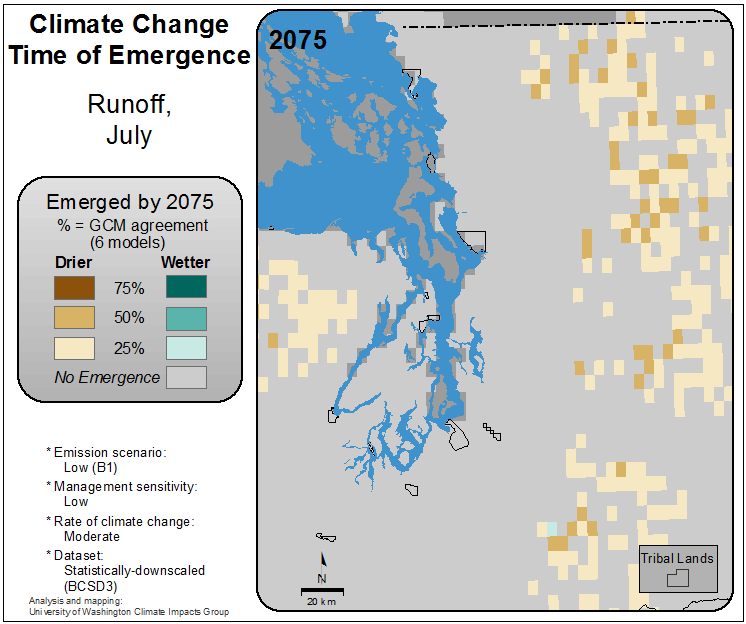 Climate Change
Time of Emergence
Runoff,
July
Emerged by 2075
% = GCM agreement
(6 models)
Drier Wetter
75%
50%
25%
No Emergence
* Emission scenario:
Low (B1)
* Management sensitivity:
Low
* Rate of climate change:
Moderate
* Dataset:
Statistically-downscaled
(BCSD3)
Analysis and mapping:
University of Washington Climate Impacts Group
2075
N
20 km
Tribal Lands